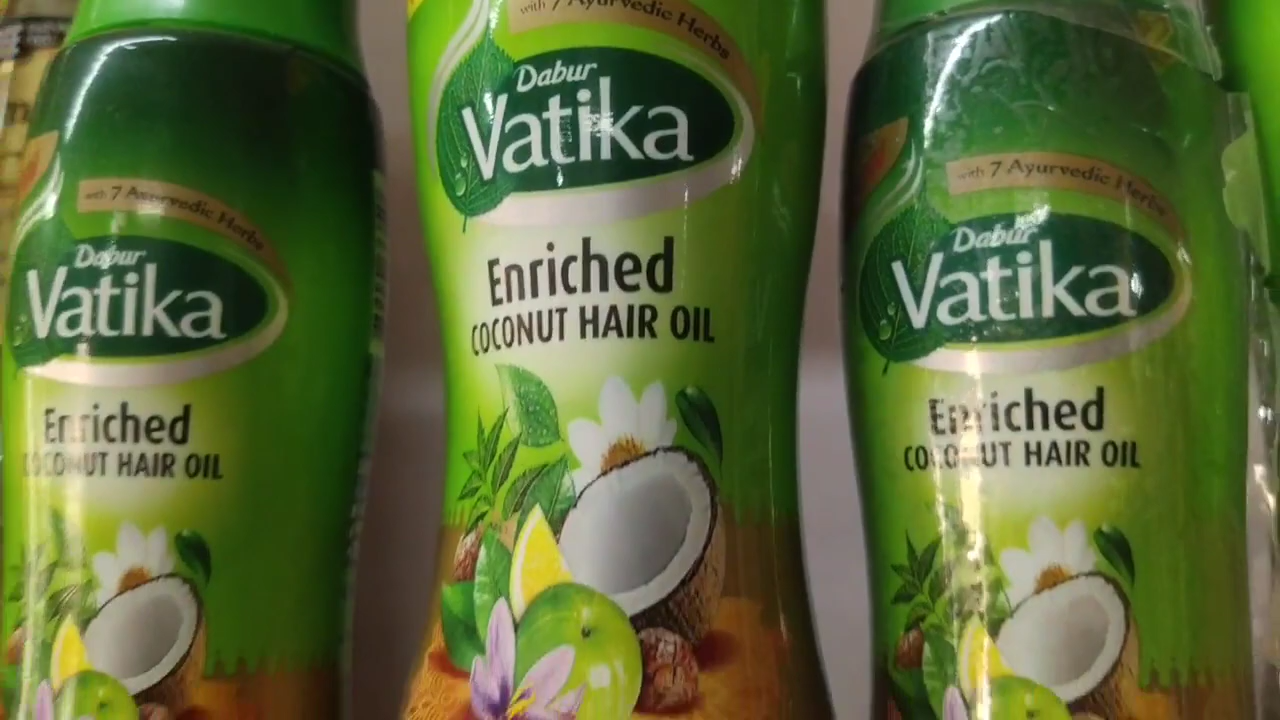 with 7 Ayurvedic Herbs
Dabur
Vatika
Enriched
COCONUT HAIR OIL
with 7 Ayurvedic Herbs
Dabur
Vatika
Enriched
COCONUT HAIR OIL
with 7 Ayurvedic Herbs
Dabur
Vatika
Enriched
COCONUT HAIR OIL